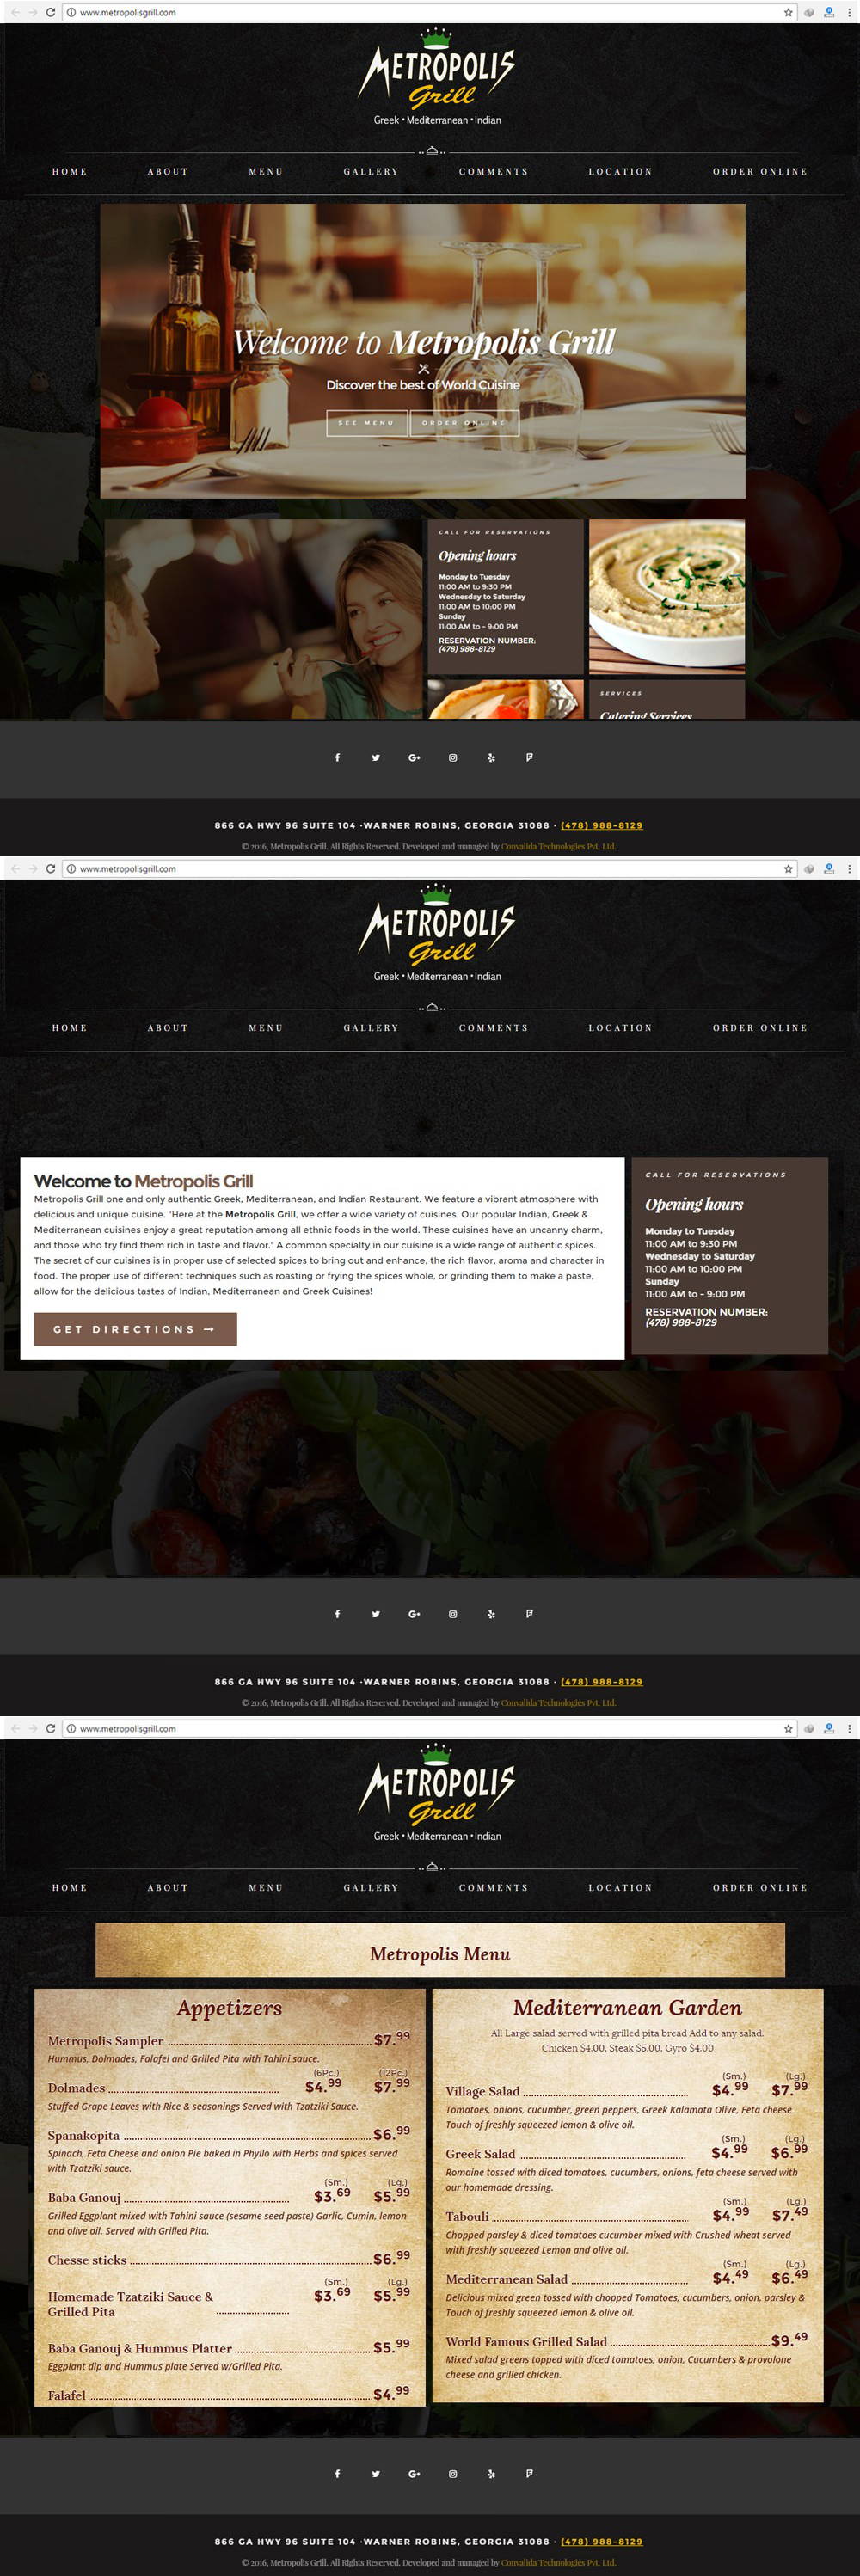 www.metropolisgrill.com
METROPOLIS
Grill
Greek • Mediterranean • Indian
HOME ABOUT MENU GALLERY COMMENTS LOCATION ORDER ONLINE
Welcome to Metropolis Grill
Discover the best of World Cuisine
SEE MENU ORDER ONLINE
CALL FOR RESERVATIONS
Opening hours
Monday to Tuesday
11:00 AM to 9:30 PM
Wednesday to Saturday
11:00 AM to 10:00 PM
Sunday
11:00 AM to - 9:00 PM
RESERVATION NUMBER:
(478) 988-8129
SERVICES
Catering Services
866 GA HWY 96 SUITE 104 ·WARNER ROBINS, GEORGIA 31088 - (478) 988-8129
© 2016, Metropolis Grill. All Rights Reserved. Developed and managed by Convalida Technologies Pvt. Ltd.
www.metropolisgrill.com
METROPOLIS
Grill
Greek • Mediterranean • Indian
HOME ABOUT MENU GALLERY COMMENTS LOCATION ORDER ONLINE
Welcome to Metropolis Grill
Metropolis Grill one and only authentic Greek, Mediterranean, and Indian Restaurant. We feature a vibrant atmosphere with
delicious and unique cuisine. "Here at the Metropolis Grill, we offer a wide variety of cuisines. Our popular Indian, Greek &
Mediterranean cuisines enjoy a great reputation among all ethnic foods in the world. These cuisines have an uncanny charm,
and those who try find them rich in taste and flavor." A common specialty in our cuisine is a wide range of authentic spices.
The secret of our cuisines is in proper use of selected spices to bring out and enhance, the rich flavor, aroma and character in
food. The proper use of different techniques such as roasting or frying the spices whole, or grinding them to make a paste,
allow for the delicious tastes of Indian, Mediterranean and Greek Cuisines!
GET DIRECTIONS →
CALL FOR RESERVATIONS
Opening hours
Monday to Tuesday
11:00 AM to 9:30 PM
Wednesday to Saturday
11:00 AM to 10:00 PM
Sunday
11:00 AM to - 9:00 PM
RESERVATION NUMBER:
(478) 988-8129
866 GA HWY 96 SUITE 104 ·WARNER ROBINS, GEORGIA 31088 - (478) 988-8129
© 2016, Metropolis Grill. All Rights Reserved. Developed and managed by Convalida Technologies Pvt. Ltd.
www.metropolisgrill.com
METROPOLIS
Grill
Greek • Mediterranean • Indian
HOME ABOUT MENU GALLERY COMMENTS LOCATION ORDER ONLINE
Metropolis Menu
Appetizers
Metropolis Sampler $7.99
Hummus, Dolmades, Falafel and Grilled Pita with Tahini sauce.
(6Pc.) (12Pc.)
Dolmades $4.99 $7.99
Stuffed Grape Leaves with Rice & seasonings Served with Tzatziki Sauce.
Spanakopita $6.99
Spinach, Feta Cheese and onion Pie baked in Phyllo with Herbs and spices served
with Tzatziki sauce.
(Sm.) (Lg.)
Baba Ganouj $3.69 $5.99
Grilled Eggplant mixed with Tahini sauce (sesame seed paste) Garlic, Cumin, lemon
and olive oil. Served with Grilled Pita.
Chesse sticks $6.99
(Sm.) (Lg.)
Homemade Tzatziki Sauce & $3.69 $5.99
Grilled Pita
Baba Ganouj & Hummus Platter $5.99
Eggplant dip and Hummus plate Served w/Grilled Pita.
Falafel $4.99
Mediterranean Garden
All Large salad served with grilled pita bread Add to any salad.
Chicken $4.00, Steak $5.00, Gyro $4.00
(Sm.) (Lg.)
Village Salad $4.99 $7.99
Tomatoes, onions, cucumber, green peppers, Greek Kalamata Olive, Feta cheese
Touch of freshly squeezed lemon & olive oil.
(Sm.) (Lg.)
Greek Salad $4.99 $6.99
Romaine tossed with diced tomatoes, cucumbers, onions, feta cheese served with
our homemade dressing.
(Sm.) (Lg.)
Tabouli $4.99 $7.49
Chopped parsley & diced tomatoes cucumber mixed with Crushed wheat served
with freshly squeezed Lemon and olive oil.
(Sm.) (Lg.)
Mediterranean Salad $4.49 $6.49
Delicious mixed green tossed with chopped Tomatoes, cucumbers, onion, parsley &
Touch of freshly squeezed lemon & olive oil.
World Famous Grilled Salad $9.49
Mixed salad greens topped with diced tomatoes, onion, Cucumbers & provolone
cheese and grilled chicken.
866 GA HWY 96 SUITE 104 ·WARNER ROBINS, GEORGIA 31088 - (478) 988-8129
© 2016, Metropolis Grill. All Rights Reserved. Developed and managed by Convalida Technologies Pvt. Ltd.